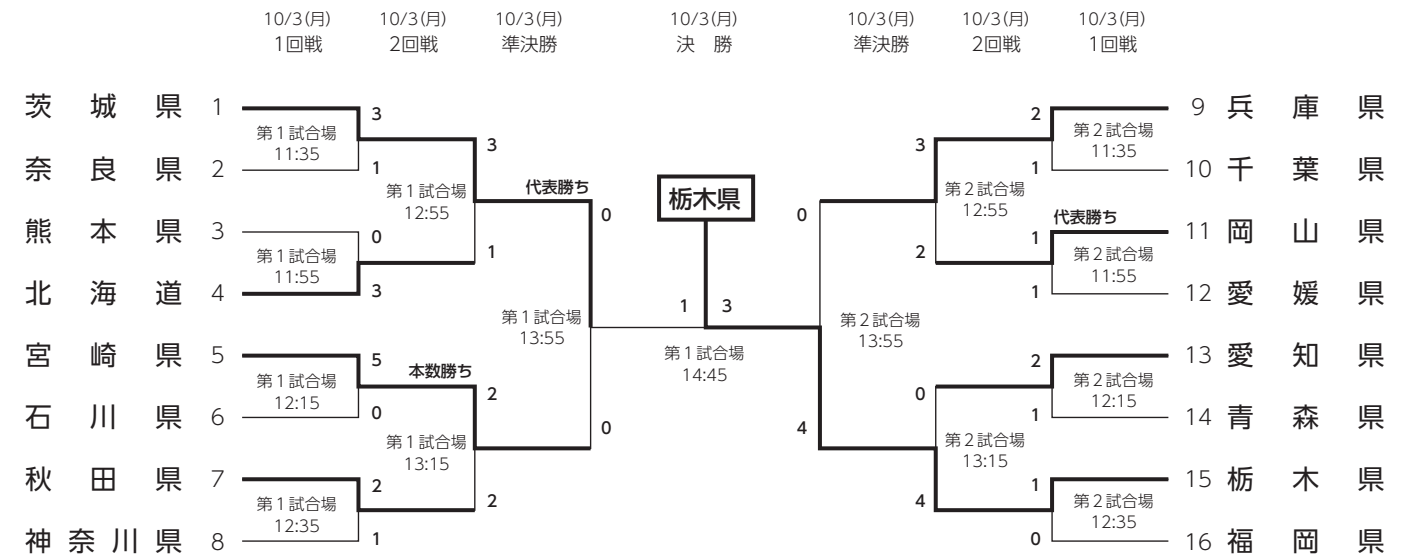 10/3(月) 10/3(月) 10/3(月) 10/3(月) 10/3(月) 10/3(月) 10/3(月)
1回戦 2回戦 準決勝 決 勝 準決勝 2回戦 1回戦
茨城県 1
奈良県 2
熊本県 3
北海道 4
宮崎県 5
石川県 6
秋田県 7
神奈川県 8
第1試合場
11:35
3
1
第1試合場
11:55
0
3
第1試合場
12:15
5
0
第1試合場
12:35
2
1
第1試合場
12:55
3
1
本数勝ち
第1試合場
13:15
2
2
代表勝ち
第1試合場
13:55
0
0
栃木県
1 3
第1試合場
14:45
0
第2試合場
13:55
4
3
第2試合場
12:55
2
0
第2試合場
13:15
4
2
第2試合場
11:35
1
代表勝ち
1
第2試合場
11:55
1
2
第2試合場
12:15
1
1
第2試合場
12:35
0
9 兵庫県
10 千葉県
11 岡山県
12 愛媛県
13 愛知県
14 青森県
15 栃木県
16 福岡県